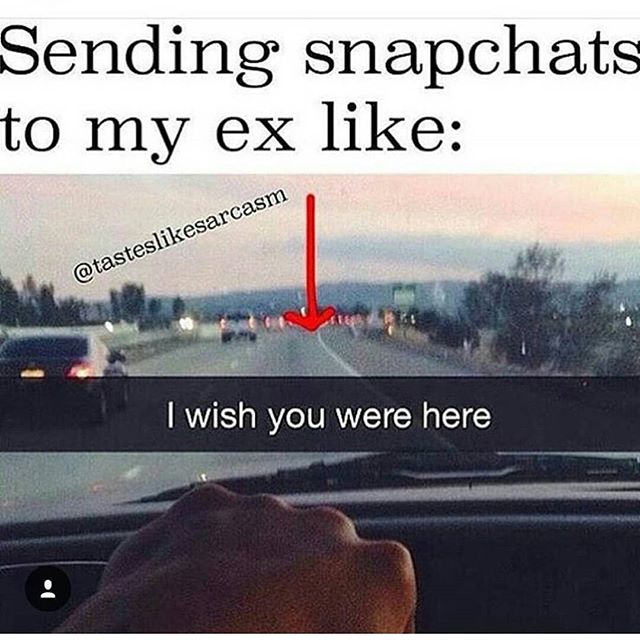 Sending snapchats
to my ex like:
@tasteslikesarcasm
I wish you were here